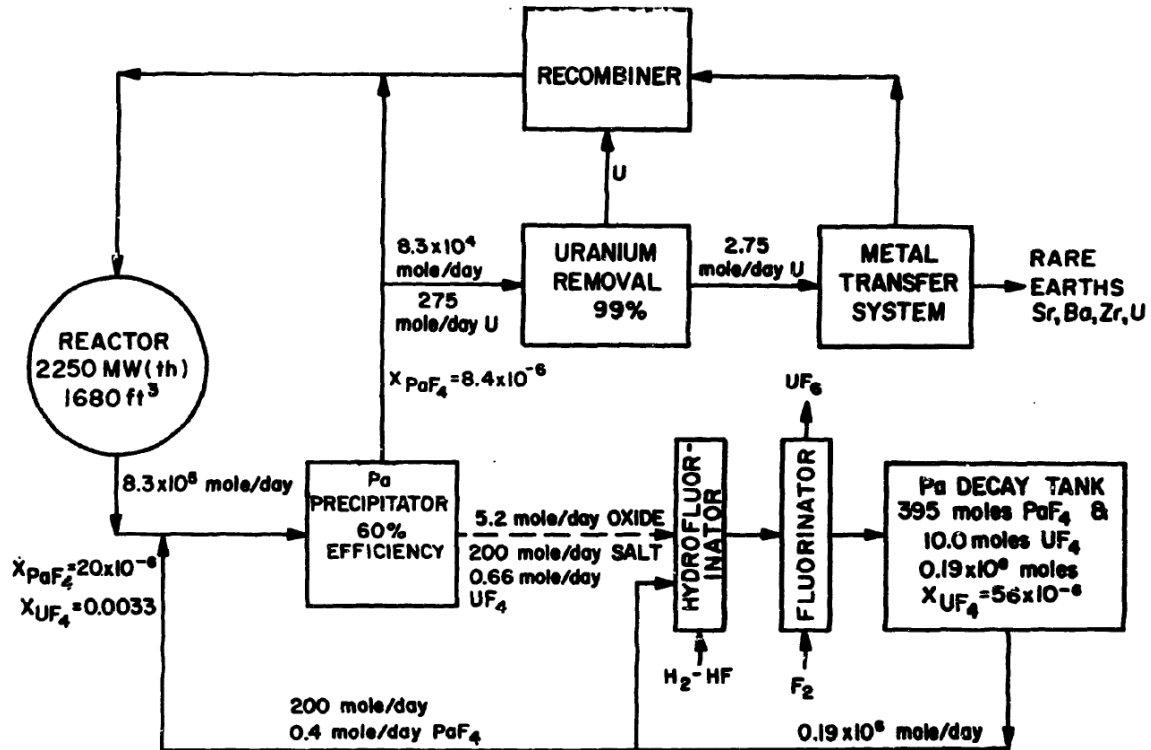 RECOMBINER
U
8.3x10⁴
mole/day
275
mole/day U
URANIUM
REMOVAL
99%
2.75
mole/day U
METAL
TRANSFER
SYSTEM
RARE
EARTHS
Sr,Ba,Zr,U
REACTOR
2250 MW(th)
1680 ft³
X PaF₄ =8.4x10⁻⁶
UF₆
8.3x10⁵ mole/day
Pa
PRECIPITATOR
60%
EFFICIENCY
5.2 mole/day OXIDE
200 mole/day SALT
0.66 mole/day
UF₄
HYDROFLUOR-
INATOR
FLUORINATOR
Pa DECAY TANK
395 moles PaF₄ &
10.0 moles UF₄
0.19x10⁶ moles
X UF₄ =56x10⁻⁶
X PaF₄ =20x10⁻⁶
X UF₄ =0.0033
H₂-HF
F₂
200 mole/day
0.4 mole/day PaF₄
0.19x10⁶ mole/day